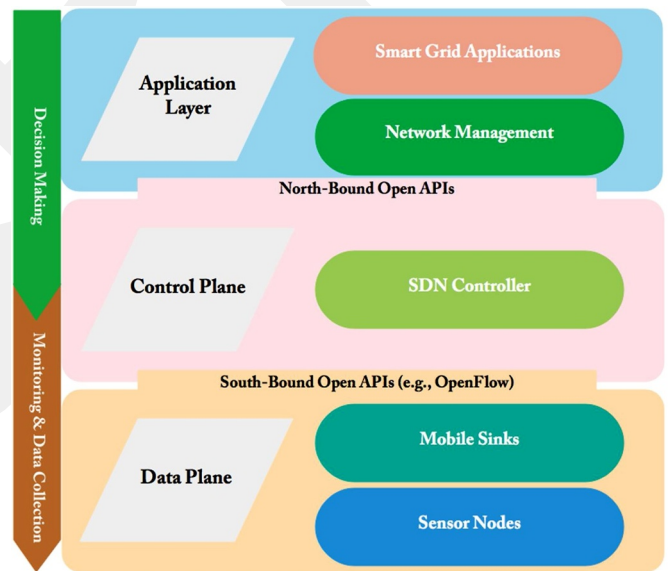 Decision Making
Monitoring & Data Collection
Application
Layer
Smart Grid Applications
Network Management
North-Bound Open APIs
Control Plane
SDN Controller
South-Bound Open APIs (e.g., OpenFlow)
Data Plane
Mobile Sinks
Sensor Nodes